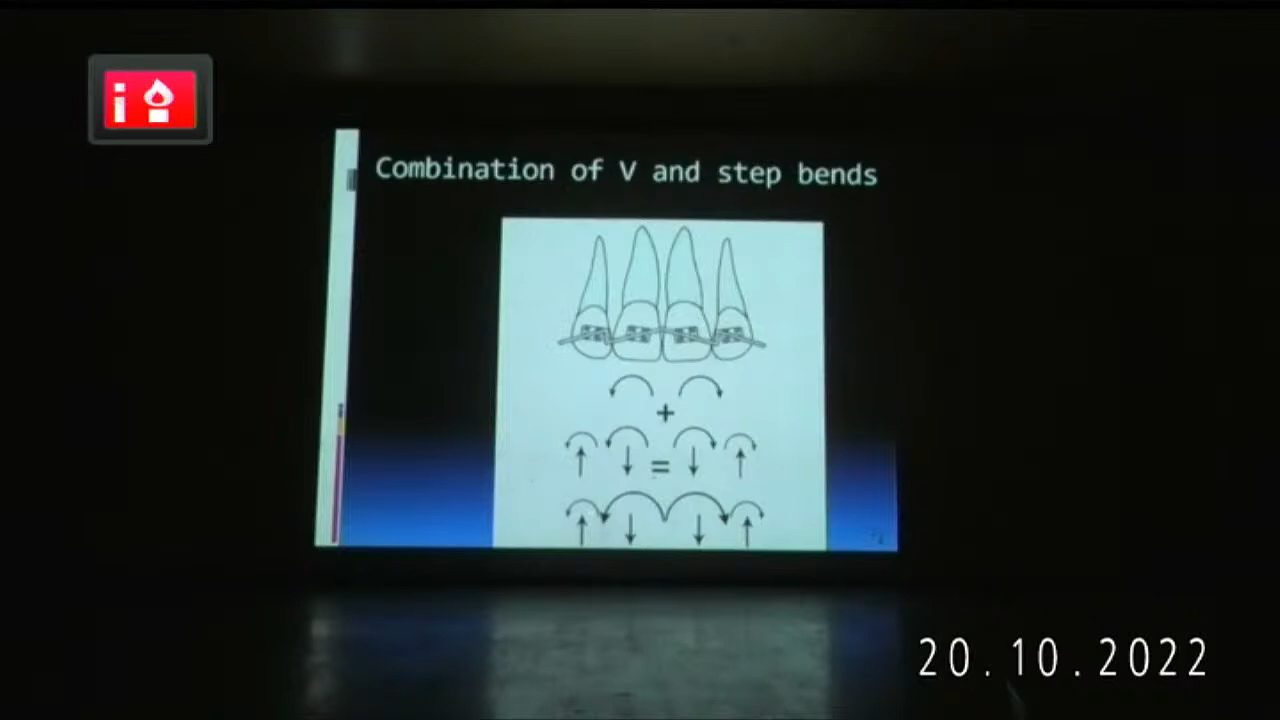 Combination of V and step bends
+
=
20.10.2022